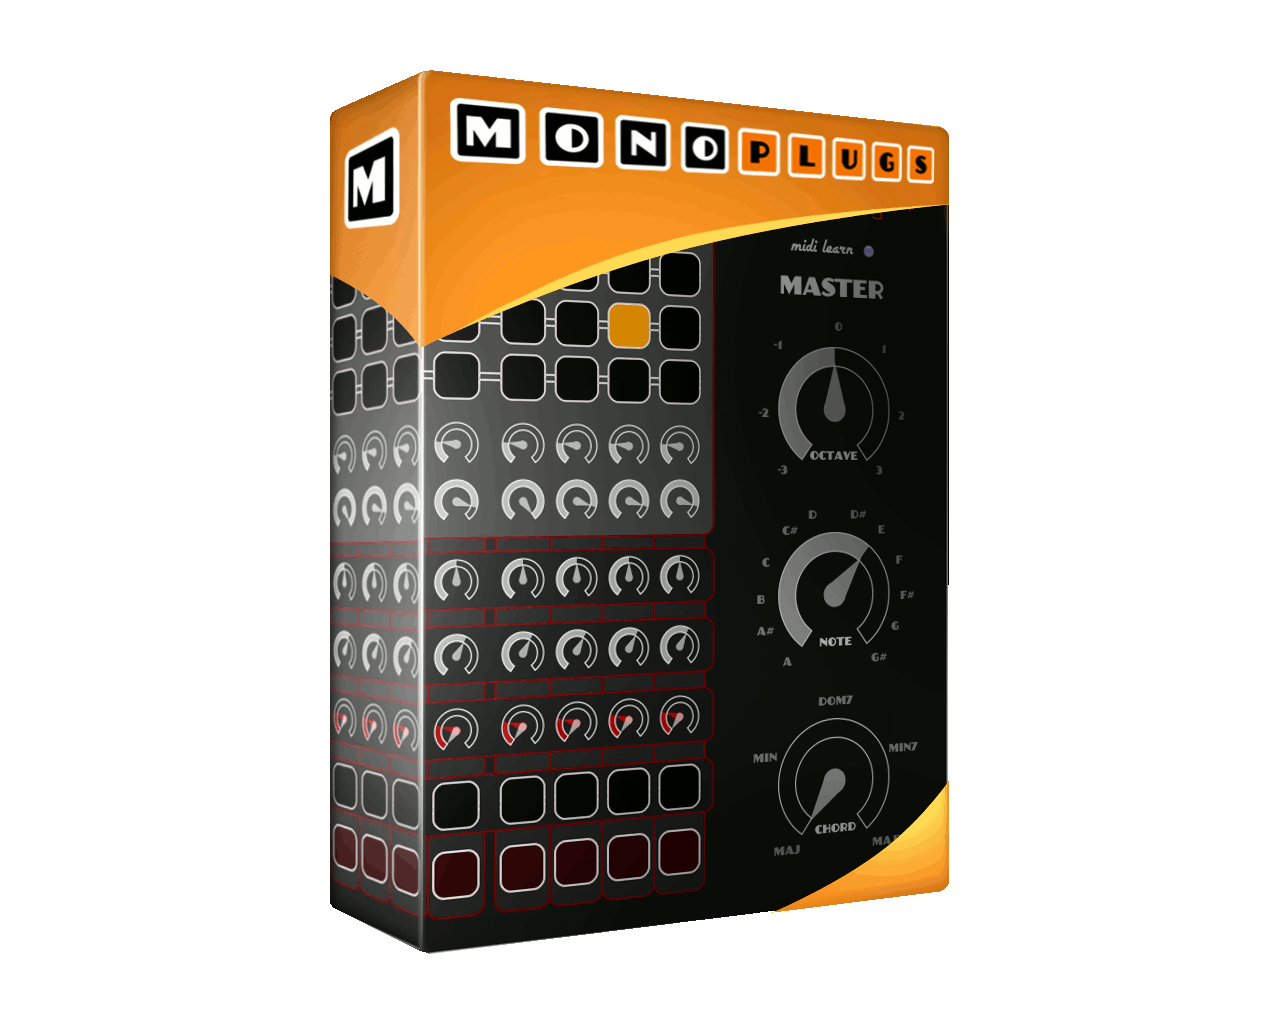 M
MONOPLUGS
midi learn
MASTER
0
-1 1
-2 2
-3 3
OCTAVE
D D#
C# E
C F
B F#
A# G
A G#
NOTE
DOM7
MIN MIN7
CHORD
MAJ